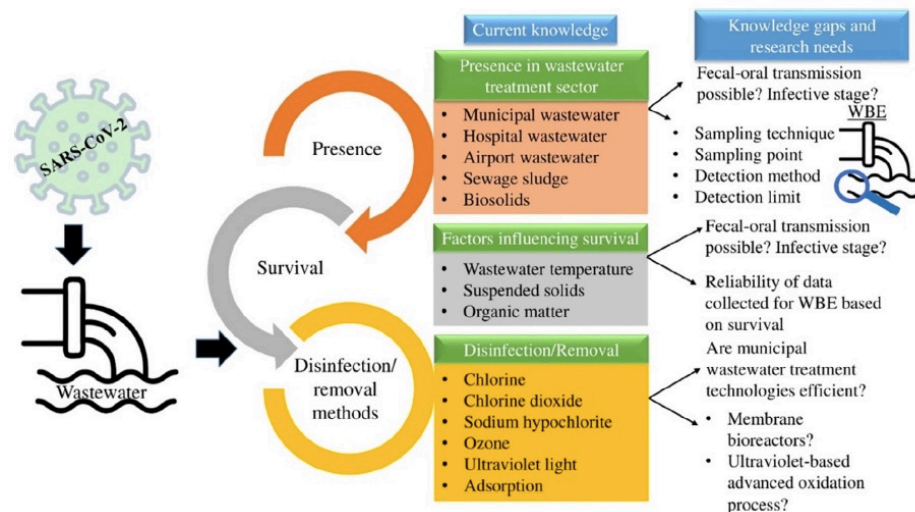 SARS-CoV-2
Wastewater
Presence
Survival
Disinfection/
removal
methods
Current knowledge
Presence in wastewater
treatment sector
• Municipal wastewater
• Hospital wastewater
• Airport wastewater
• Sewage sludge
• Biosolids
Factors influencing survival
• Wastewater temperature
• Suspended solids
• Organic matter
Disinfection/Removal
• Chlorine
• Chlorine dioxide
• Sodium hypochlorite
• Ozone
• Ultraviolet light
• Adsorption
Knowledge gaps and
research needs
Fecal-oral transmission
possible? Infective stage?
WBE
• Sampling technique
• Sampling point
• Detection method
• Detection limit
Fecal-oral transmission
possible? Infective stage?
• Reliability of data
collected for WBE based
on survival
Are municipal
wastewater treatment
technologies efficient?
• Membrane
bioreactors?
• Ultraviolet-based
advanced oxidation
process?